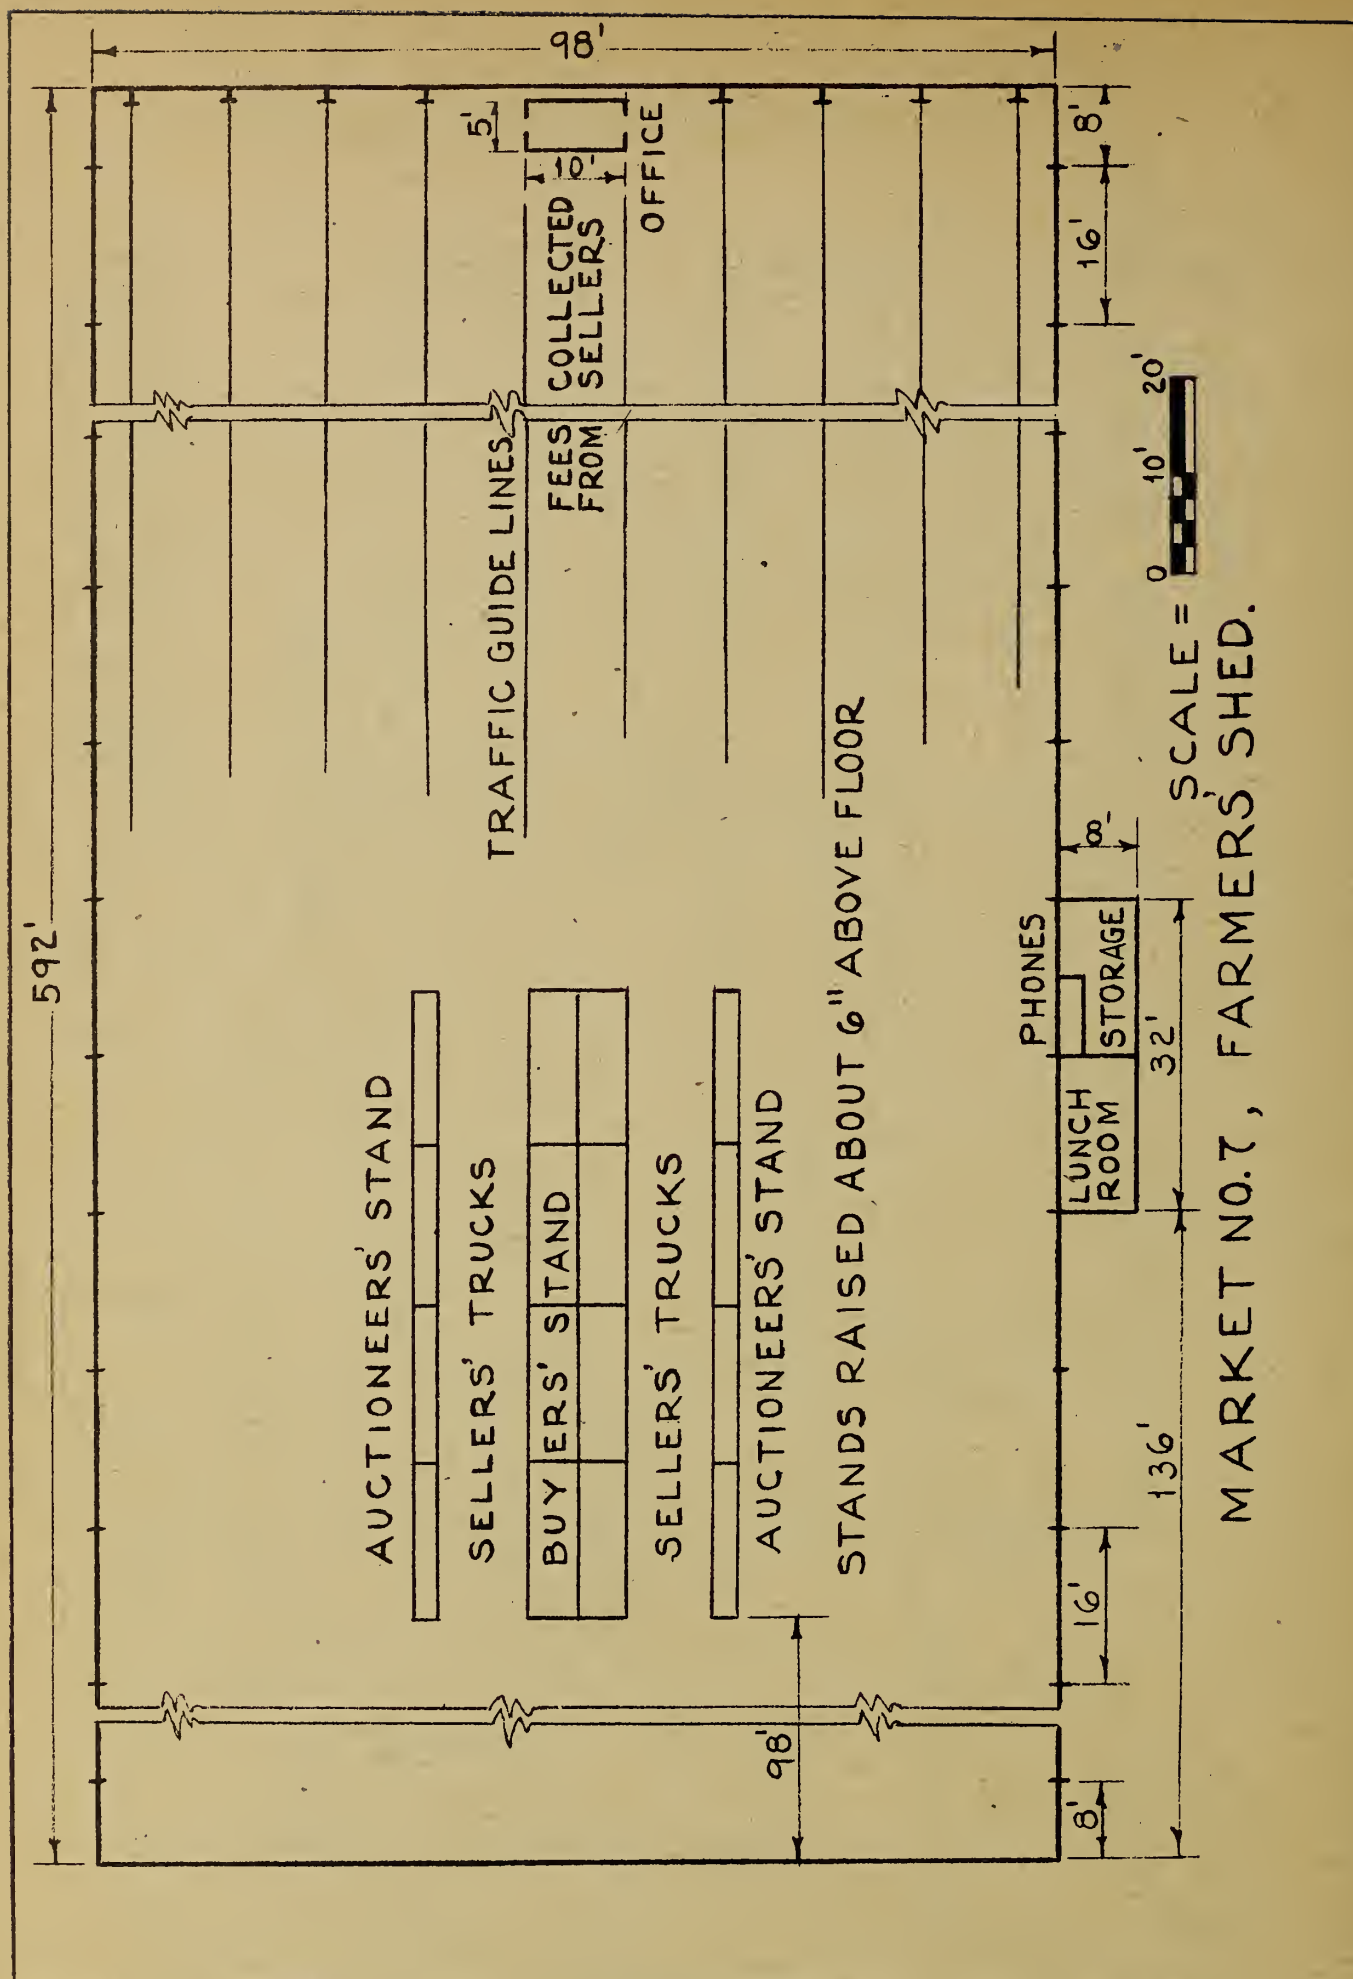 592'
98'
5'
10'
OFFICE
8'
16'
FEES COLLECTED
FROM SELLERS
TRAFFIC GUIDE LINES
AUCTIONEERS' STAND
SELLERS' TRUCKS
BUYERS' STAND
SELLERS' TRUCKS
AUCTIONEERS' STAND
STANDS RAISED ABOUT 6" ABOVE FLOOR
98'
8'
16'
136'
LUNCH
ROOM
PHONES
STORAGE
32'
8'
SCALE =
0 10' 20'
MARKET NO.7, FARMERS' SHED.